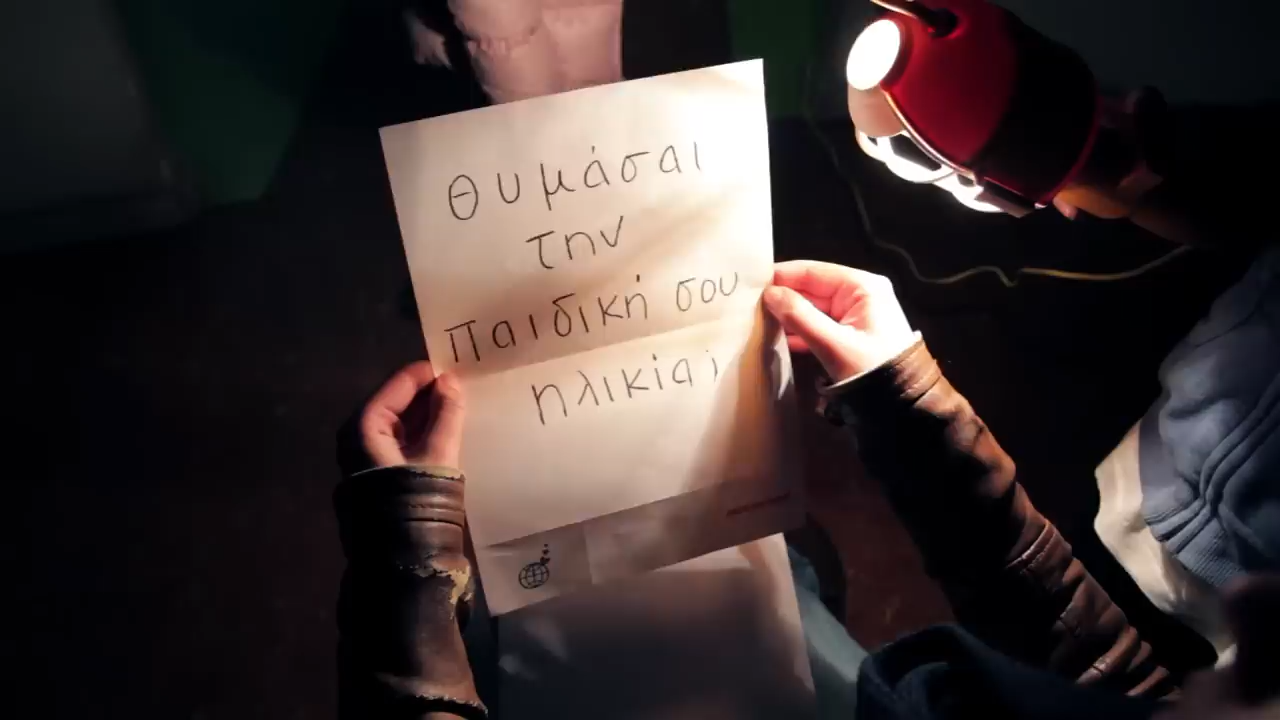 θυμάσαι
την
παιδική σου
ηλικία;